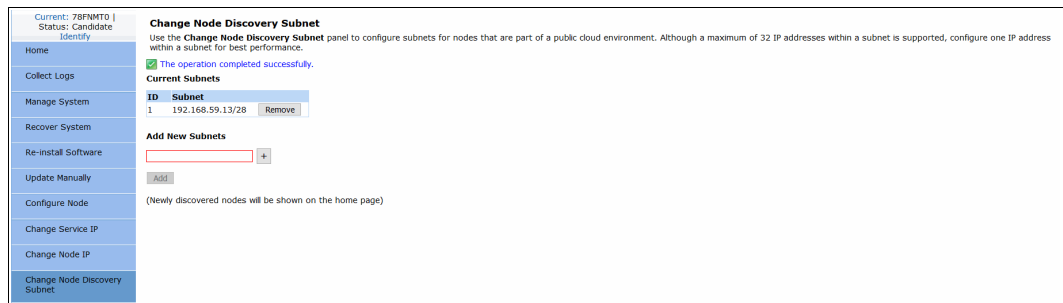 Current: 78FNMT0 |
Status: Candidate
Identify
Home
Collect Logs
Manage System
Recover System
Re-install Software
Update Manually
Configure Node
Change Service IP
Change Node IP
Change Node Discovery
Subnet
Change Node Discovery Subnet
Use the Change Node Discovery Subnet panel to configure subnets for nodes that are part of a public cloud environment. Although a maximum of 32 IP addresses within a subnet is supported, configure one IP address
within a subnet for best performance.
The operation completed successfully.
Current Subnets
ID Subnet
1 192.168.59.13/28 Remove
Add New Subnets
+
Add
(Newly discovered nodes will be shown on the home page)